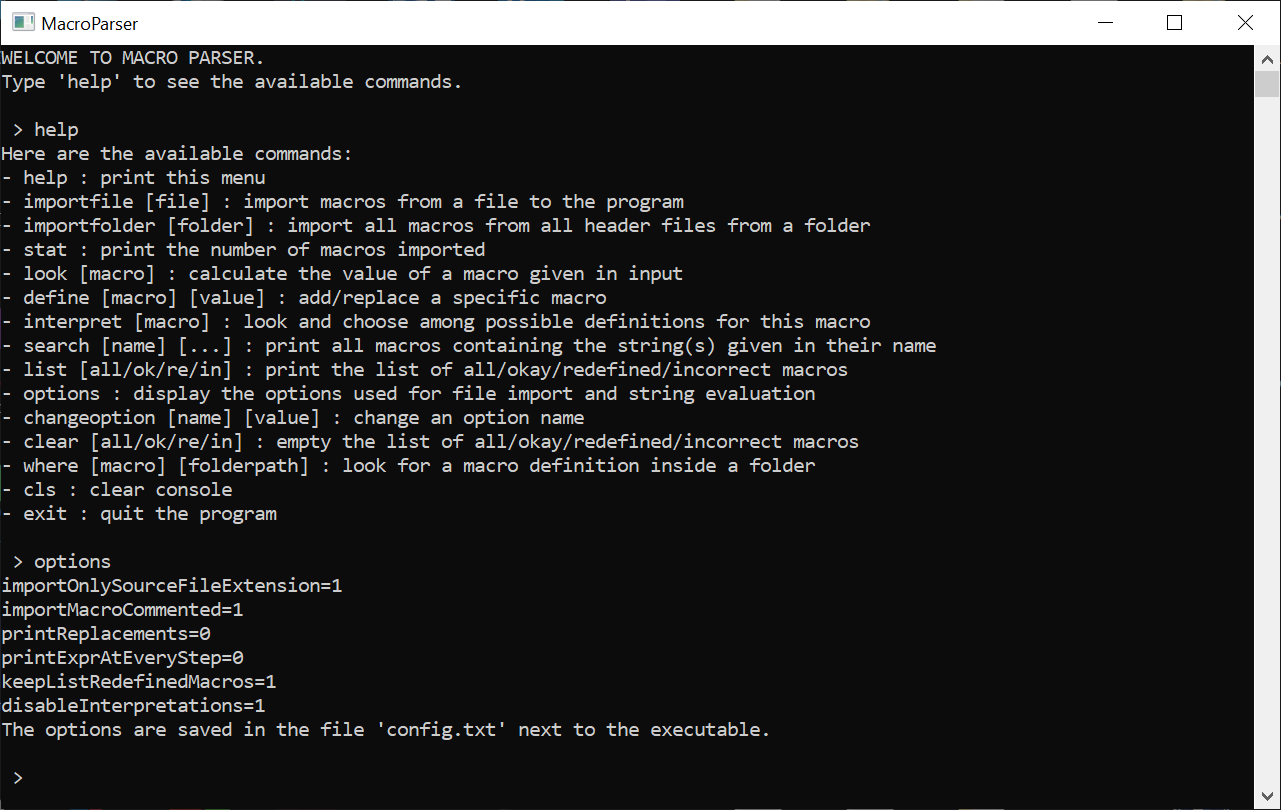 MacroParser
WELCOME TO MACRO PARSER.
Type 'help' to see the available commands.
> help
Here are the available commands:
- help : print this menu
- importfile [file] : import macros from a file to the program
- importfolder [folder] : import all macros from all header files from a folder
- stat : print the number of macros imported
- look [macro] : calculate the value of a macro given in input
- define [macro] [value] : add/replace a specific macro
- interpret [macro] : look and choose among possible definitions for this macro
- search [name] [...] : print all macros containing the string(s) given in their name
- list [all/ok/re/in] : print the list of all/okay/redefined/incorrect macros
- options : display the options used for file import and string evaluation
- changeoption [name] [value] : change an option name
- clear [all/ok/re/in] : empty the list of all/okay/redefined/incorrect macros
- where [macro] [folderpath] : look for a macro definition inside a folder
- cls : clear console
- exit : quit the program
> options
importOnlySourceFileExtension=1
importMacroCommented=1
printReplacements=0
printExprAtEveryStep=0
keepListRedefinedMacros=1
disableInterpretations=1
The options are saved in the file 'config.txt' next to the executable.
>